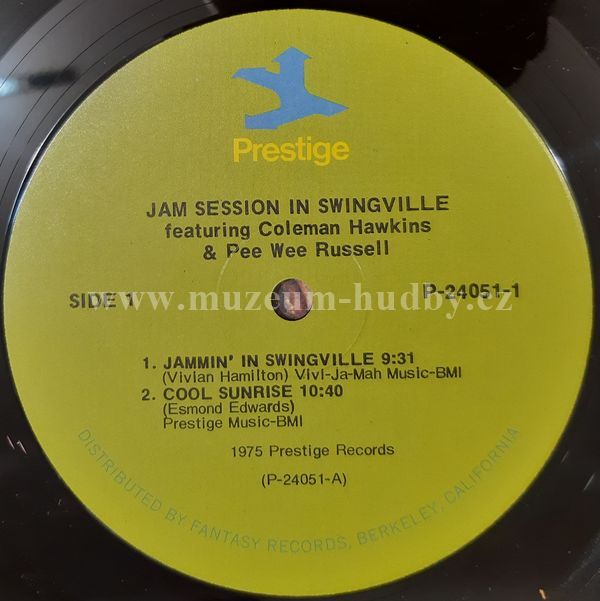 Prestige
JAM SESSION IN SWINGVILLE
featuring Coleman Hawkins
& Pee Wee Russell
SIDE 1
P-24051-1
www.muzeum-hudby.cz
1. JAMMIN' IN SWINGVILLE 9:31
(Vivian Hamilton) Vivi-Ja-Mah Music-BMI
2. COOL SUNRISE 10:40
(Esmond Edwards)
Prestige Music-BMI
1975 Prestige Records
(P-24051-A)
DISTRIBUTED BY FANTASY RECORDS, BERKELEY, CALIFORNIA